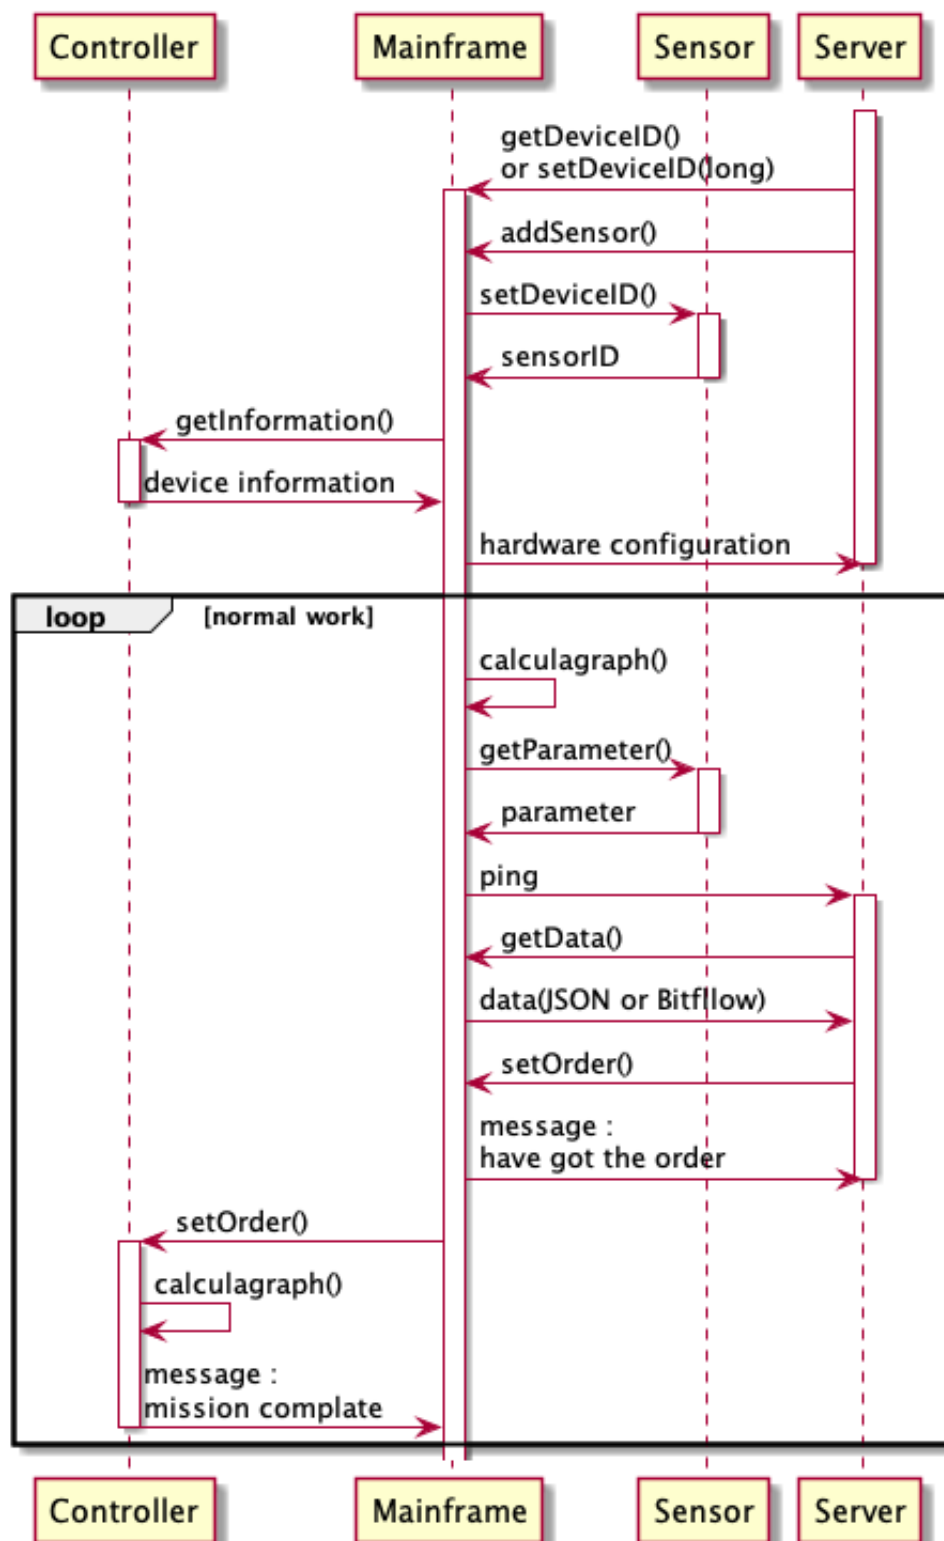 Controller
Mainframe
Sensor
Server
getDeviceID()
or setDeviceID(long)
addSensor()
setDeviceID()
sensorID
getInformation()
device information
hardware configuration
loop
[normal work]
calculagraph()
getParameter()
parameter
ping
getData()
data(JSON or Bitfllow)
setOrder()
message :
have got the order
setOrder()
calculagraph()
message :
mission complate
Controller
Mainframe
Sensor
Server